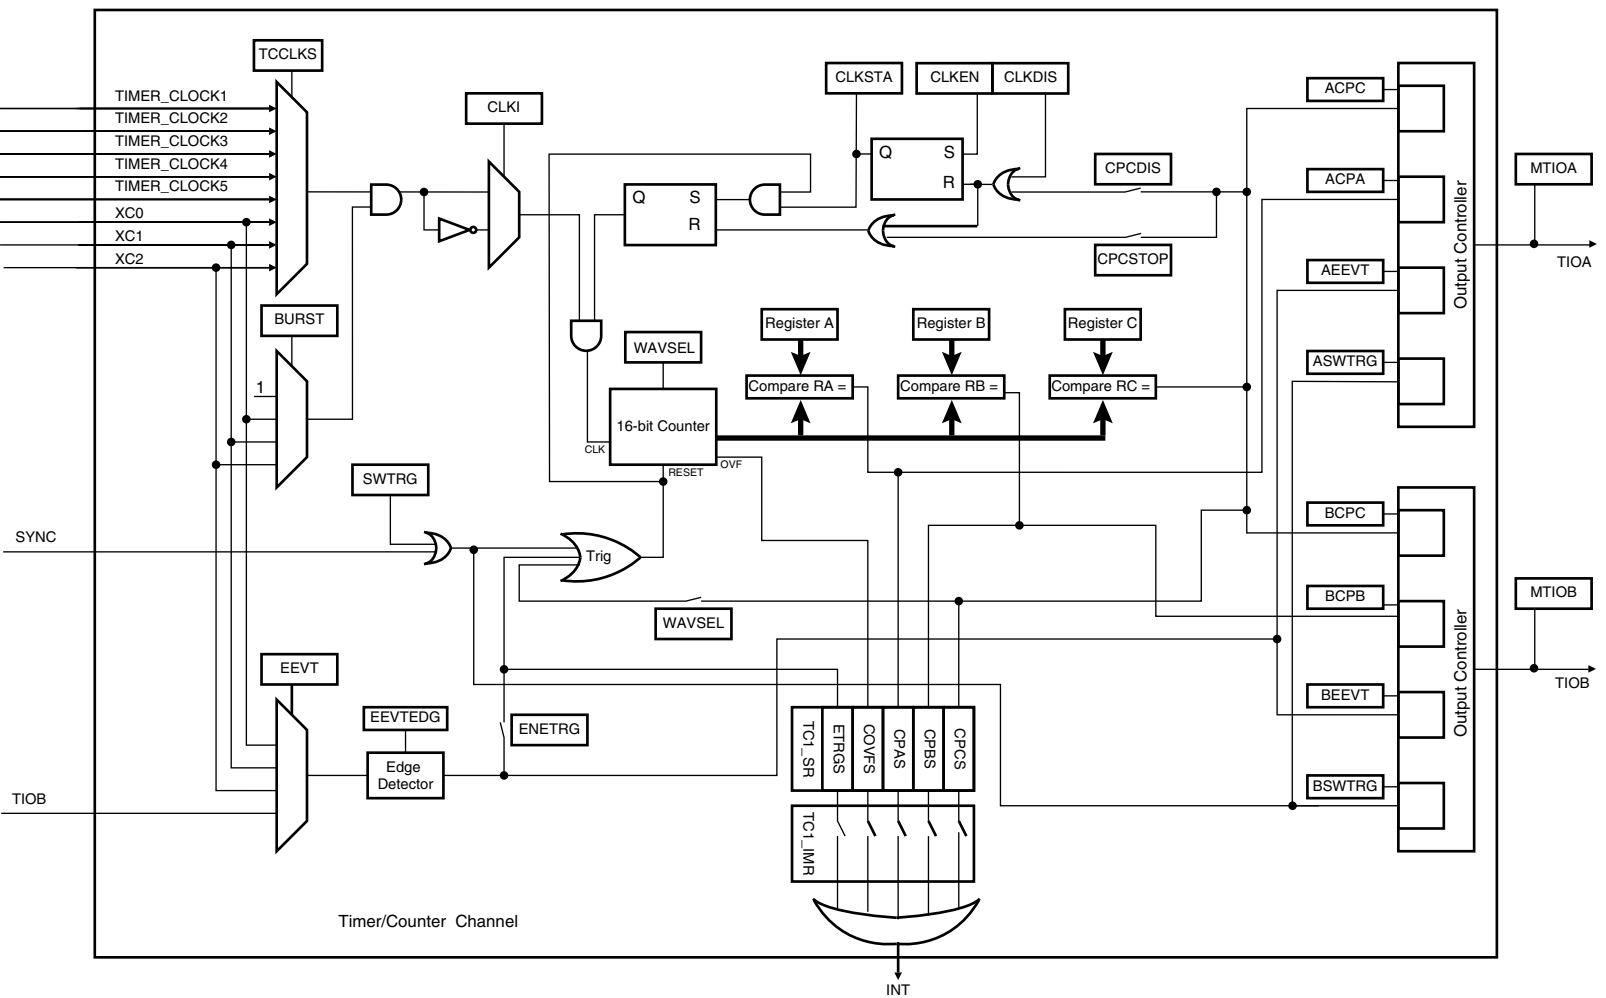 TCCLKS
TIMER_CLOCK1
TIMER_CLOCK2
TIMER_CLOCK3
TIMER_CLOCK4
TIMER_CLOCK5
XC0
XC1
XC2
CLKI
CLKSTA
CLKEN
CLKDIS
Q
S
R
Q
S
R
CPCDIS
CPCSTOP
ACPC
ACPA
AEEVT
ASWTRG
Output Controller
MTIOA
TIOA
BURST
1
Register A
Register B
Register C
WAVSEL
Compare RA =
Compare RB =
Compare RC =
16-bit Counter
CLK
RESET
OVF
SWTRG
SYNC
Trig
WAVSEL
BCPC
BCPB
BEEVT
BSWTRG
Output Controller
MTIOB
TIOB
EEVT
EEVTEDG
ENETRG
Edge
Detector
TIOB
TC1_SR
ETRGS
COVFS
CPAS
CPBS
CPCS
TC1_IMR
Timer/Counter Channel
INT